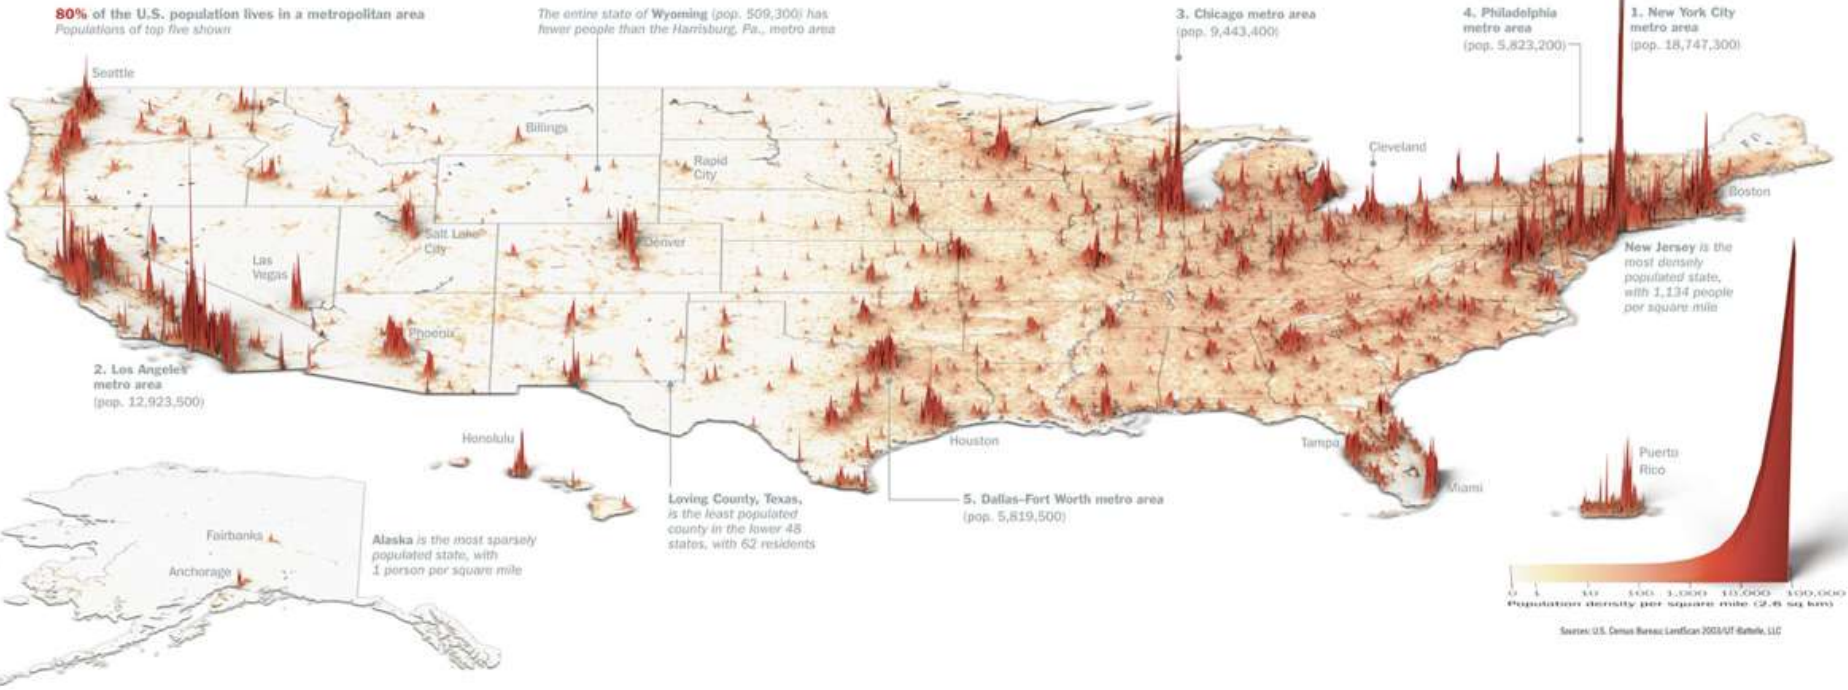 80% of the U.S. population lives in a metropolitan area
Populations of top five shown
The entire state of Wyoming (pop. 509,300) has
fewer people than the Harrisburg, Pa., metro area
3. Chicago metro area
(pop. 9,443,400)
4. Philadelphia
metro area
(pop. 5,823,200)
1. New York City
metro area
(pop. 18,747,300)
Seattle
Billings
Rapid
City
Cleveland
Boston
Salt Lake
City
Denver
Las
Vegas
Phoenix
New Jersey is the
most densely
populated state,
with 1,134 people
per square mile
2. Los Angeles
metro area
(pop. 12,923,500)
Honolulu
Houston
Tampa
Miami
Puerto
Rico
Loving County, Texas,
is the least populated
county in the lower 48
states, with 62 residents
5. Dallas–Fort Worth metro area
(pop. 5,819,500)
Fairbanks
Anchorage
Alaska is the most sparsely
populated state, with
1 person per square mile
0 1 10 100 1,000 10,000 100,000
Population density per square mile (2.6 sq km)
Sources: U.S. Census Bureau; LandScan 2003/UT-Battelle, LLC